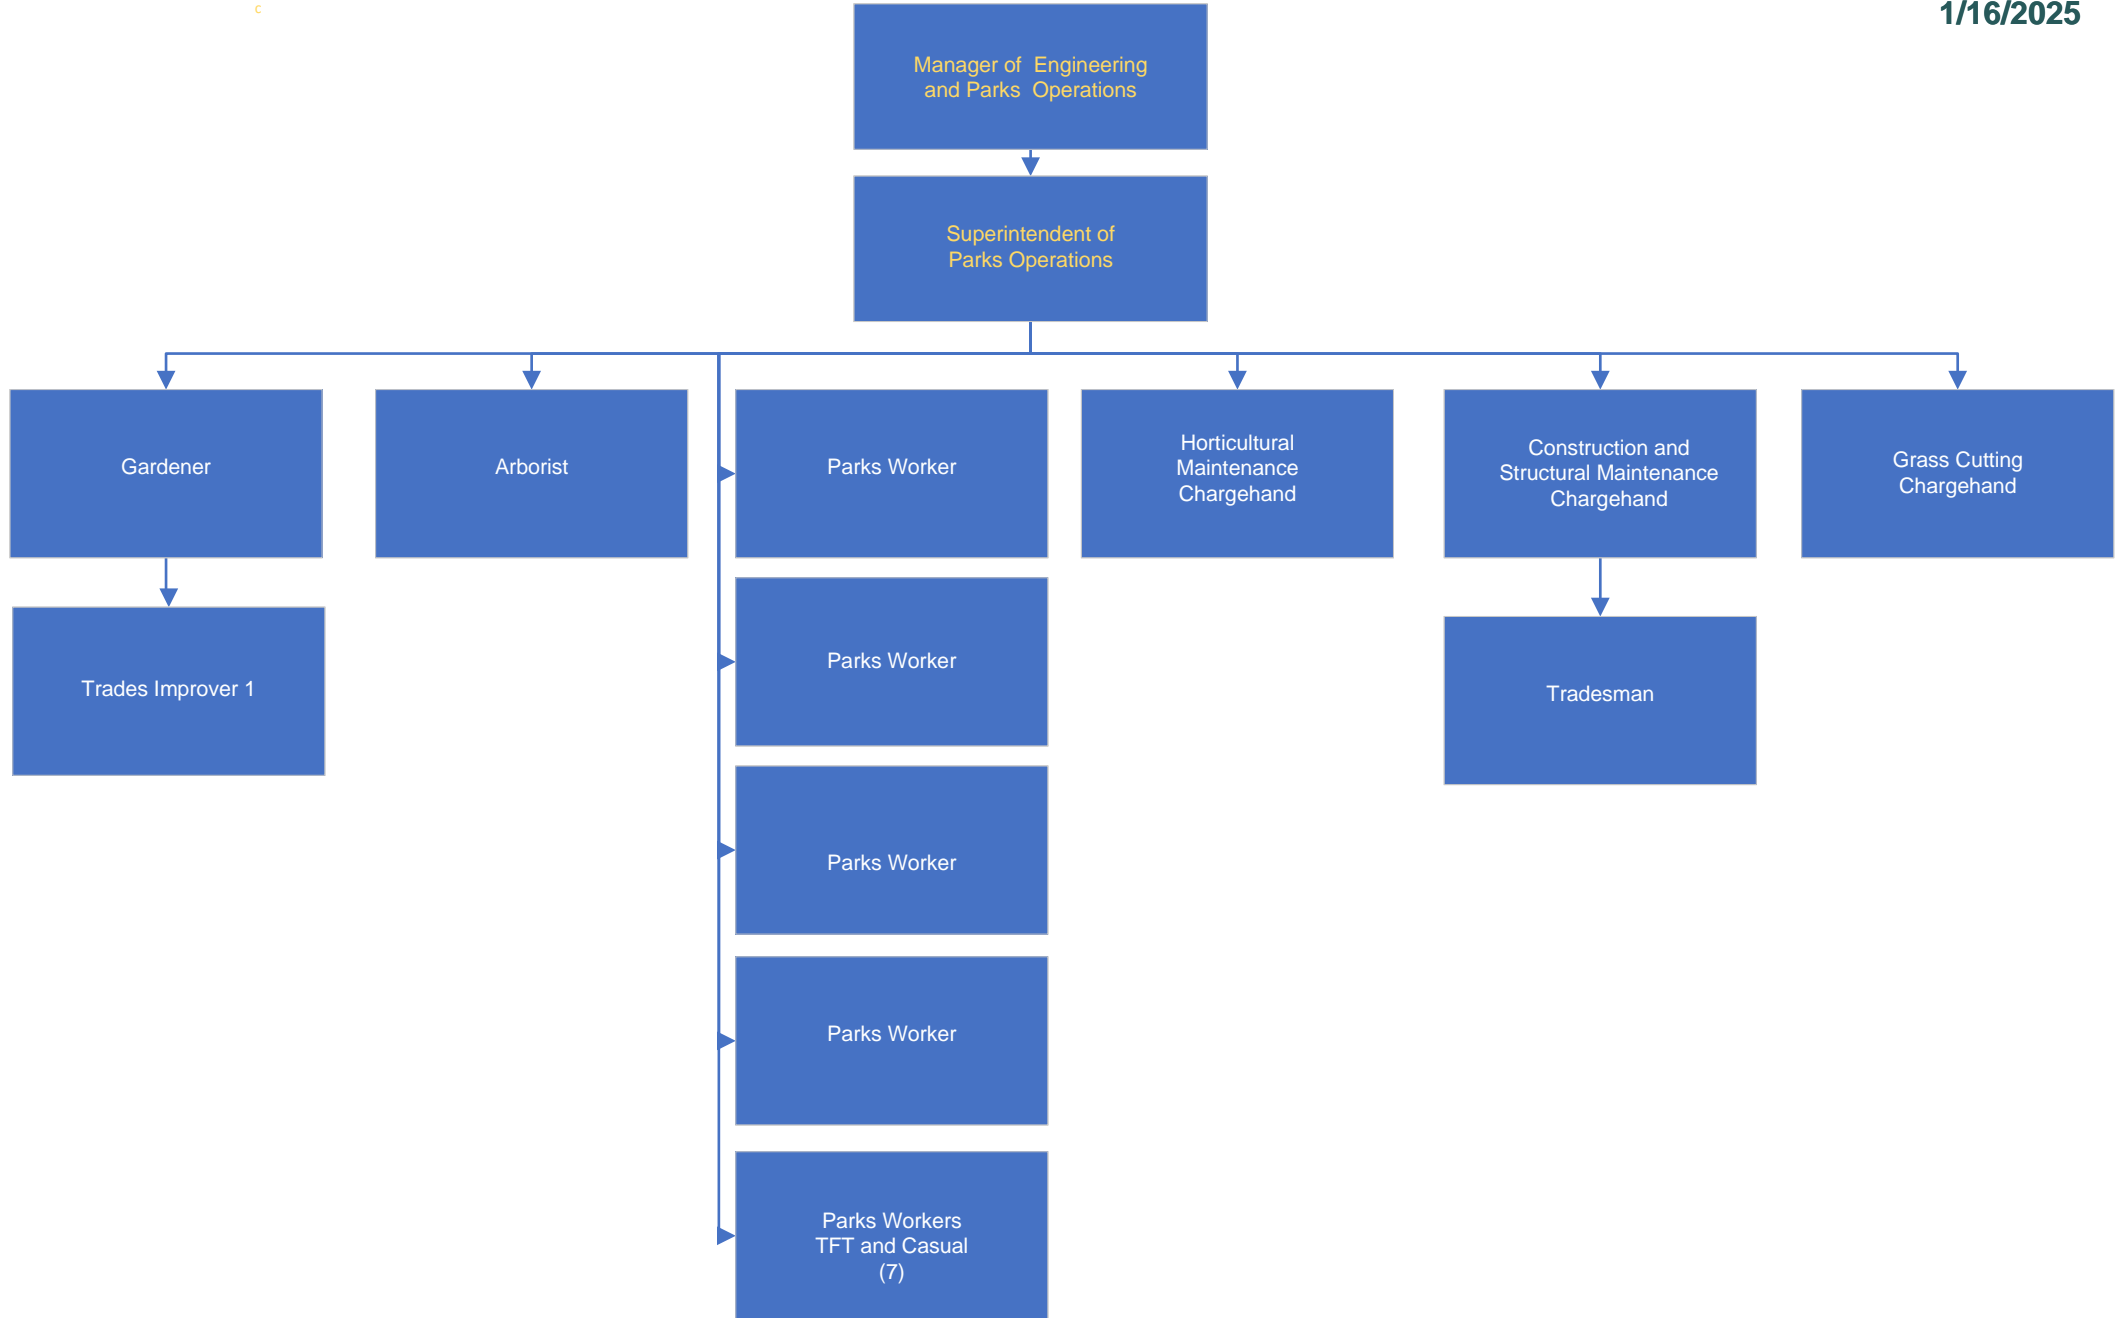 c
1/16/2025
Manager of Engineering
and Parks Operations
Superintendent of
Parks Operations
Gardener
Arborist
Parks Worker
Horticultural
Maintenance
Chargehand
Construction and
Structural Maintenance
Chargehand
Grass Cutting
Chargehand
Trades Improver 1
Parks Worker
Tradesman
Parks Worker
Parks Worker
Parks Workers
TFT and Casual
(7)